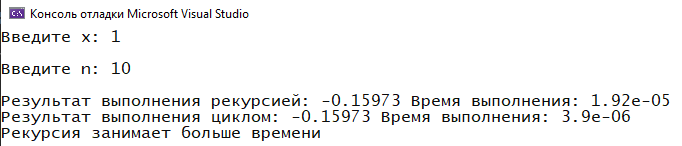 Консоль отладки Microsoft Visual Studio
Введите x: 1
Введите n: 10
Результат выполнения рекурсией: -0.15973 Время выполнения: 1.92e-05
Результат выполнения циклом: -0.15973 Время выполнения: 3.9e-06
Рекурсия занимает больше времени